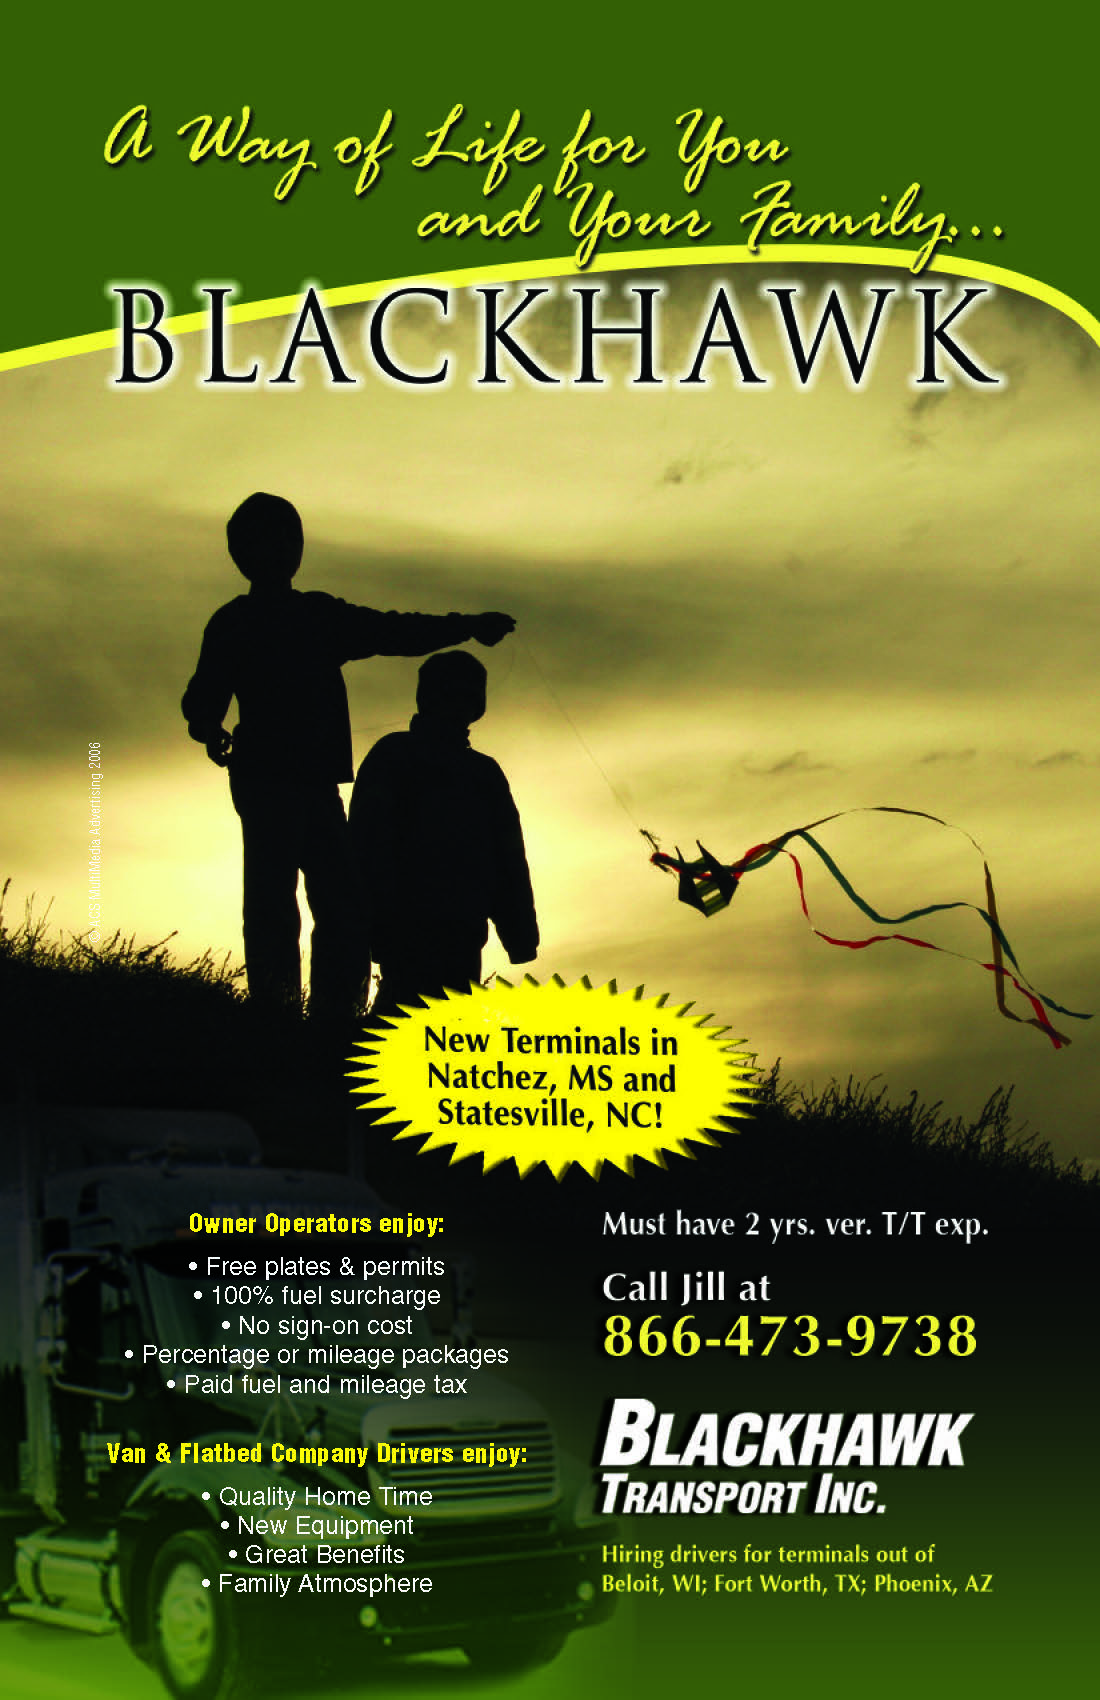 A Way of Life for You
and Your Family...
BLACKHAWK
© ACS MultiMedia Advertising 2006
New Terminals in
Natchez, MS and
Statesville, NC!
Owner Operators enjoy:
• Free plates & permits
• 100% fuel surcharge
• No sign-on cost
• Percentage or mileage packages
• Paid fuel and mileage tax
Van & Flatbed Company Drivers enjoy:
• Quality Home Time
• New Equipment
• Great Benefits
• Family Atmosphere
Must have 2 yrs. ver. T/T exp.
Call Jill at
866-473-9738
BLACKHAWK
TRANSPORT INC.
Hiring drivers for terminals out of
Beloit, WI; Fort Worth, TX; Phoenix, AZ